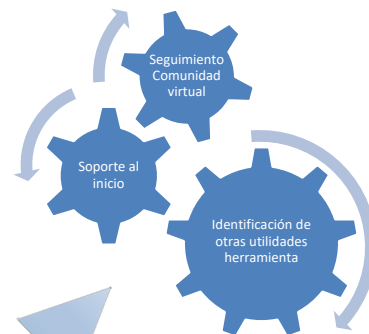 Seguimiento
Comunidad
virtual
Soporte al
inicio
Identificación de
otras utilidades
herramienta